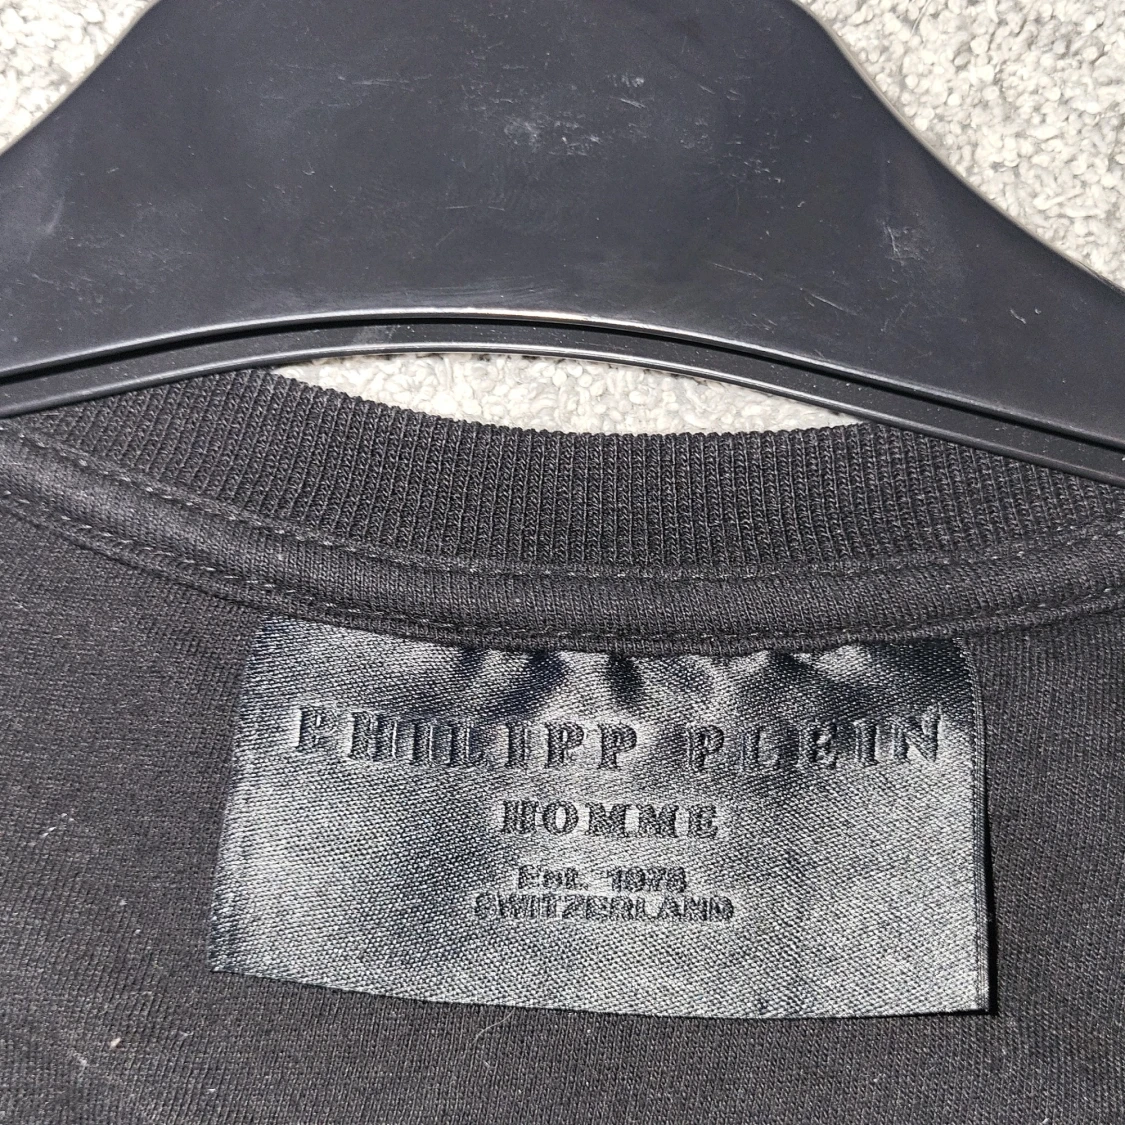 PHILIPP PLEIN
HOMME
Est. 1978
SWITZERLAND